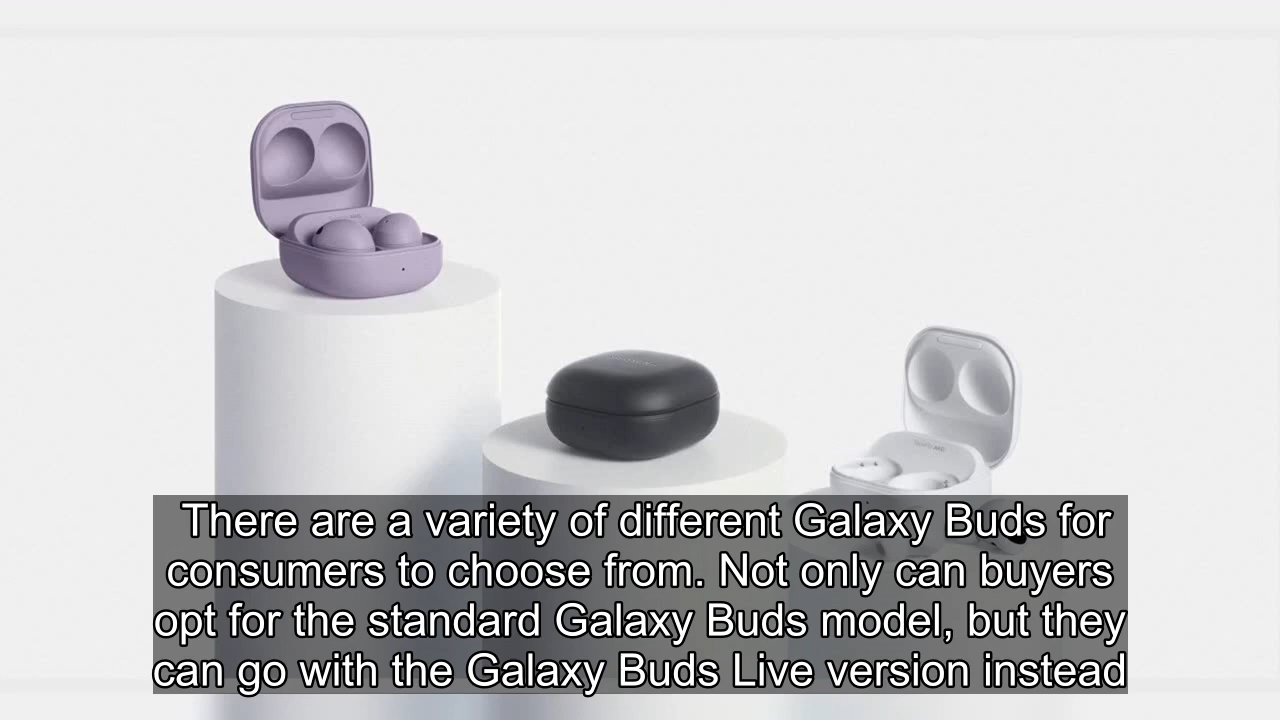 There are a variety of different Galaxy Buds for
consumers to choose from. Not only can buyers
opt for the standard Galaxy Buds model, but they
can go with the Galaxy Buds Live version instead